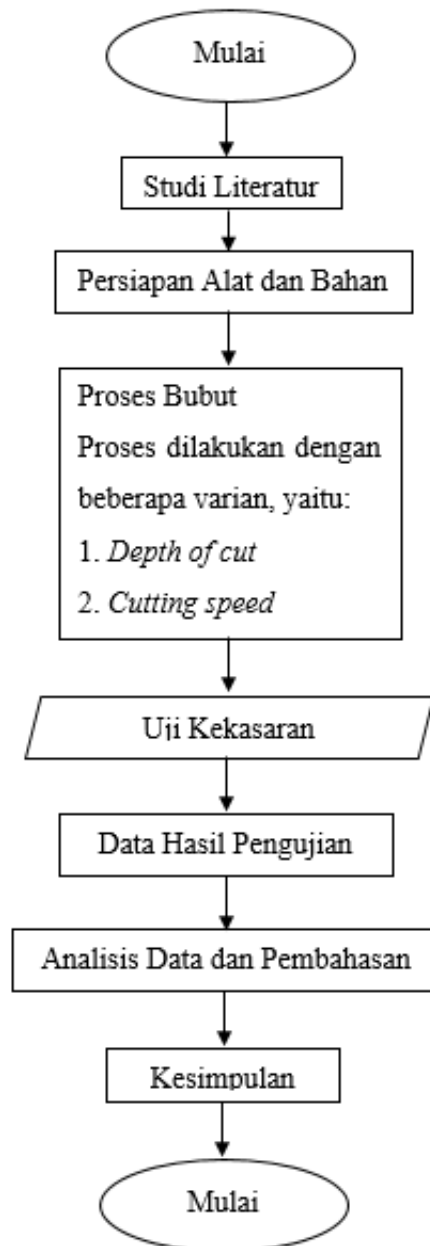 Mulai
Studi Literatur
Persiapan Alat dan Bahan
Proses Bubut
Proses dilakukan dengan
beberapa varian, yaitu:
1. Depth of cut
2. Cutting speed
Uji Kekasaran
Data Hasil Pengujian
Analisis Data dan Pembahasan
Kesimpulan
Mulai